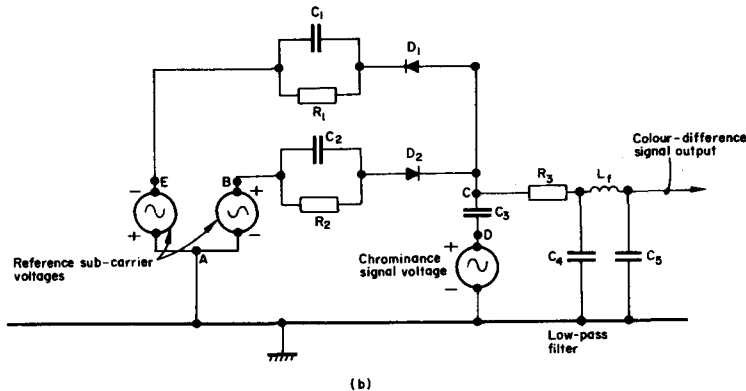 C1
D1
R1
C2
D2
R2
E
B
- +
+ -
A
Reference sub-carrier
voltages
C
C3
D
+
-
Chrominance
signal voltage
R3
Lf
C4
C5
Colour-difference
signal output
Low-pass
filter
(b)